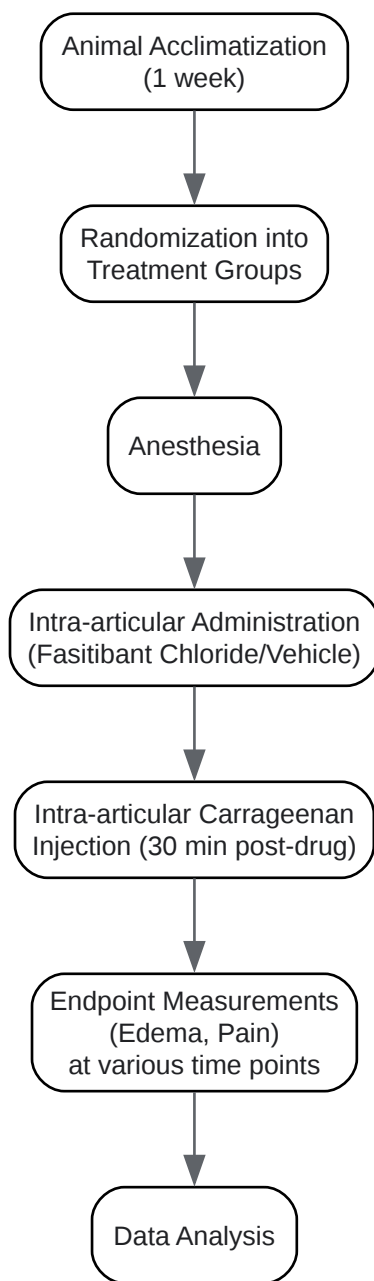 Animal Acclimatization
(1 week)
Randomization into
Treatment Groups
Anesthesia
Intra-articular Administration
(Fasitibant Chloride/Vehicle)
Intra-articular Carrageenan
Injection (30 min post-drug)
Endpoint Measurements
(Edema, Pain)
at various time points
Data Analysis